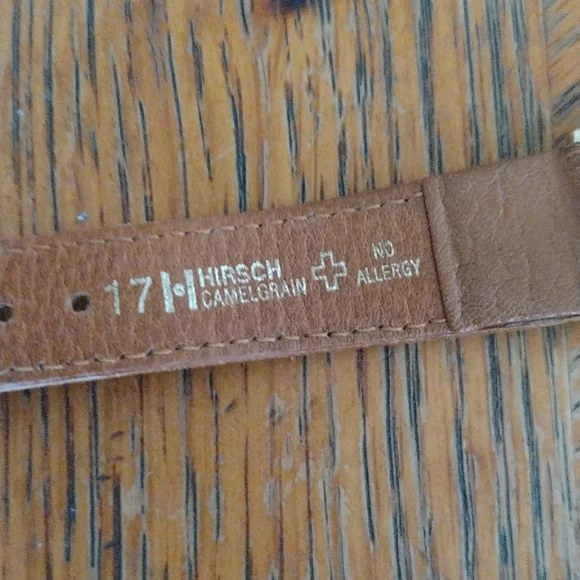 17 HIRSCH
CAMELGRAIN
NO
ALLERGY